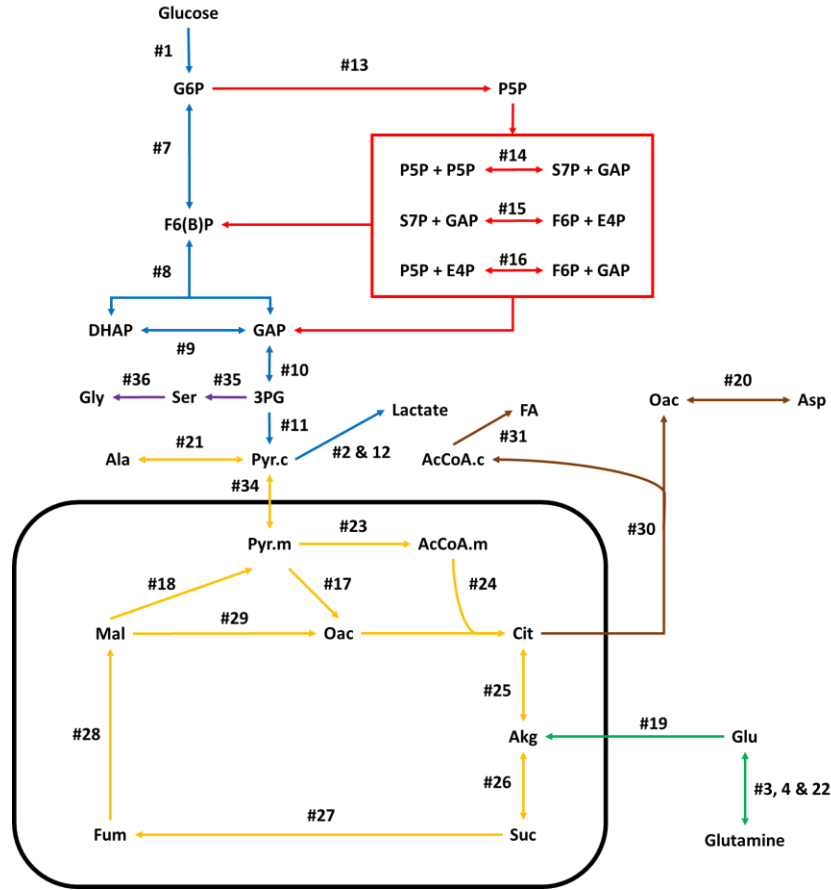 Glucose
#1
#13
G6P
P5P
#7
P5P + P5P
#14
S7P + GAP
S7P + GAP
#15
F6P + E4P
F6(B)P
P5P + E4P
#16
F6P + GAP
#8
DHAP
GAP
#9
#10
#36
#35
#20
Gly
Ser
3PG
Lactate
FA
Oac
Asp
#11
#21
#31
#2 & 12
Ala
Pyr.c
AcCoA.c
#34
#30
#23
Pyr.m
AcCoA.m
#18
#17
#24
#29
Mal
Oac
Cit
#25
#19
#28
Akg
Glu
#26
#3, 4 & 22
#27
Fum
Suc
Glutamine